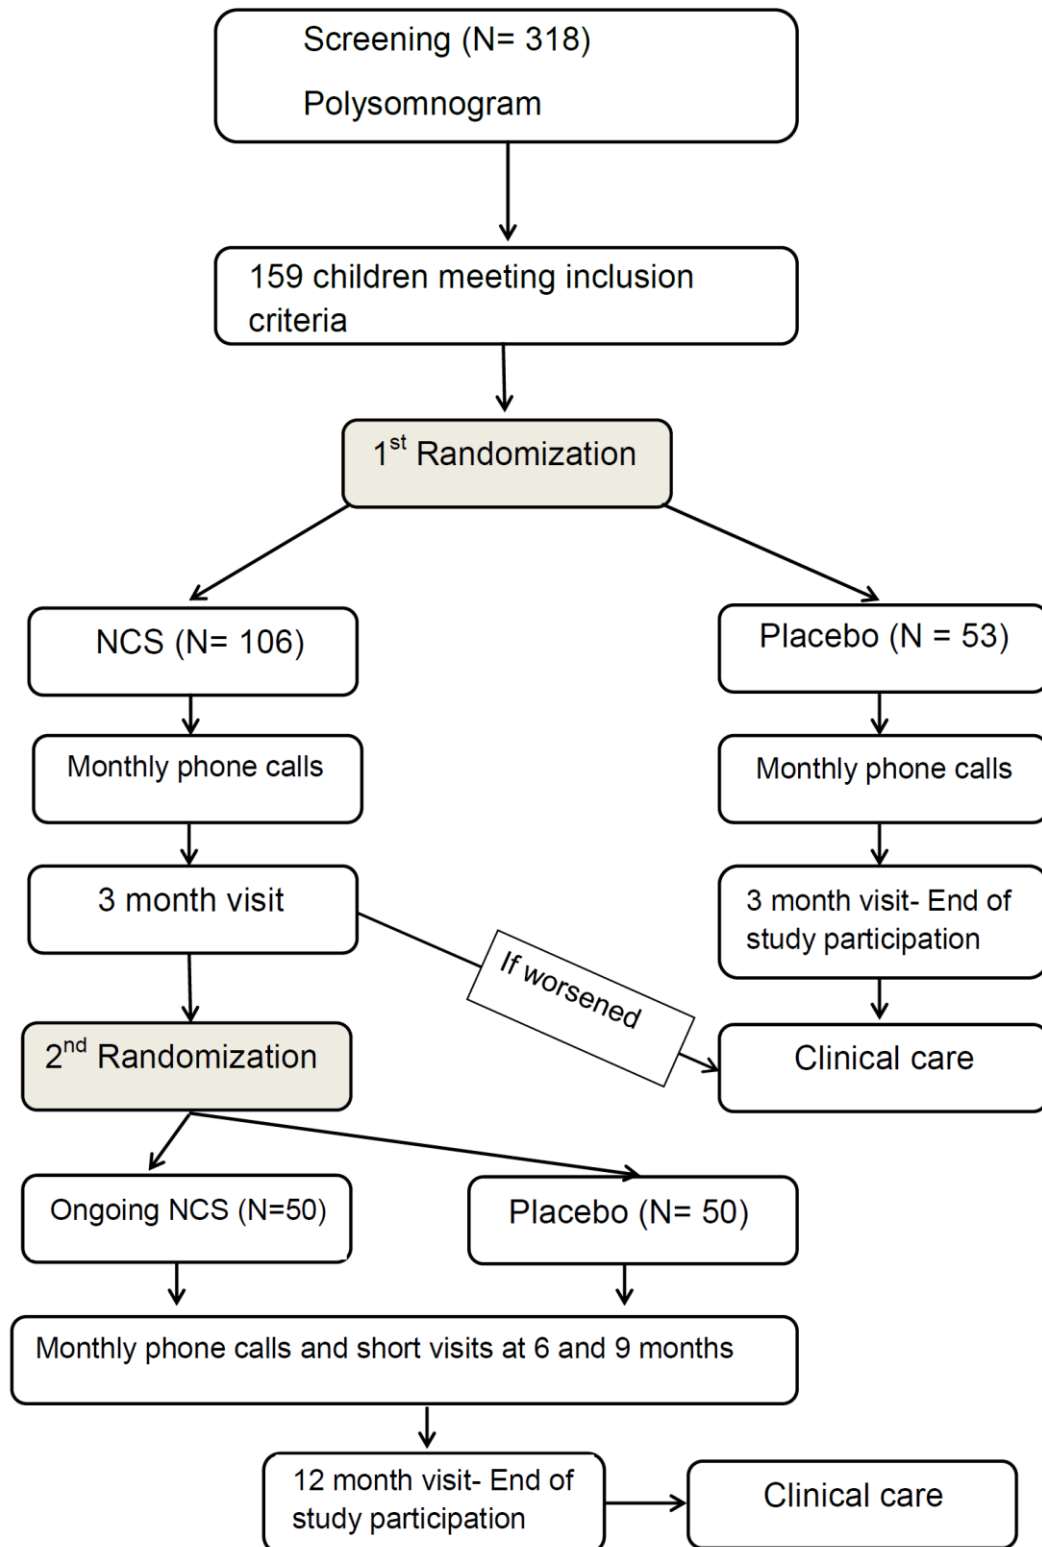 Screening (N= 318)
Polysomnogram
159 children meeting inclusion
criteria
1st Randomization
NCS (N= 106)
Placebo (N = 53)
Monthly phone calls
Monthly phone calls
3 month visit
3 month visit- End of
study participation
If worsened
2nd Randomization
Clinical care
Ongoing NCS (N=50)
Placebo (N= 50)
Monthly phone calls and short visits at 6 and 9 months
12 month visit- End of
study participation
Clinical care